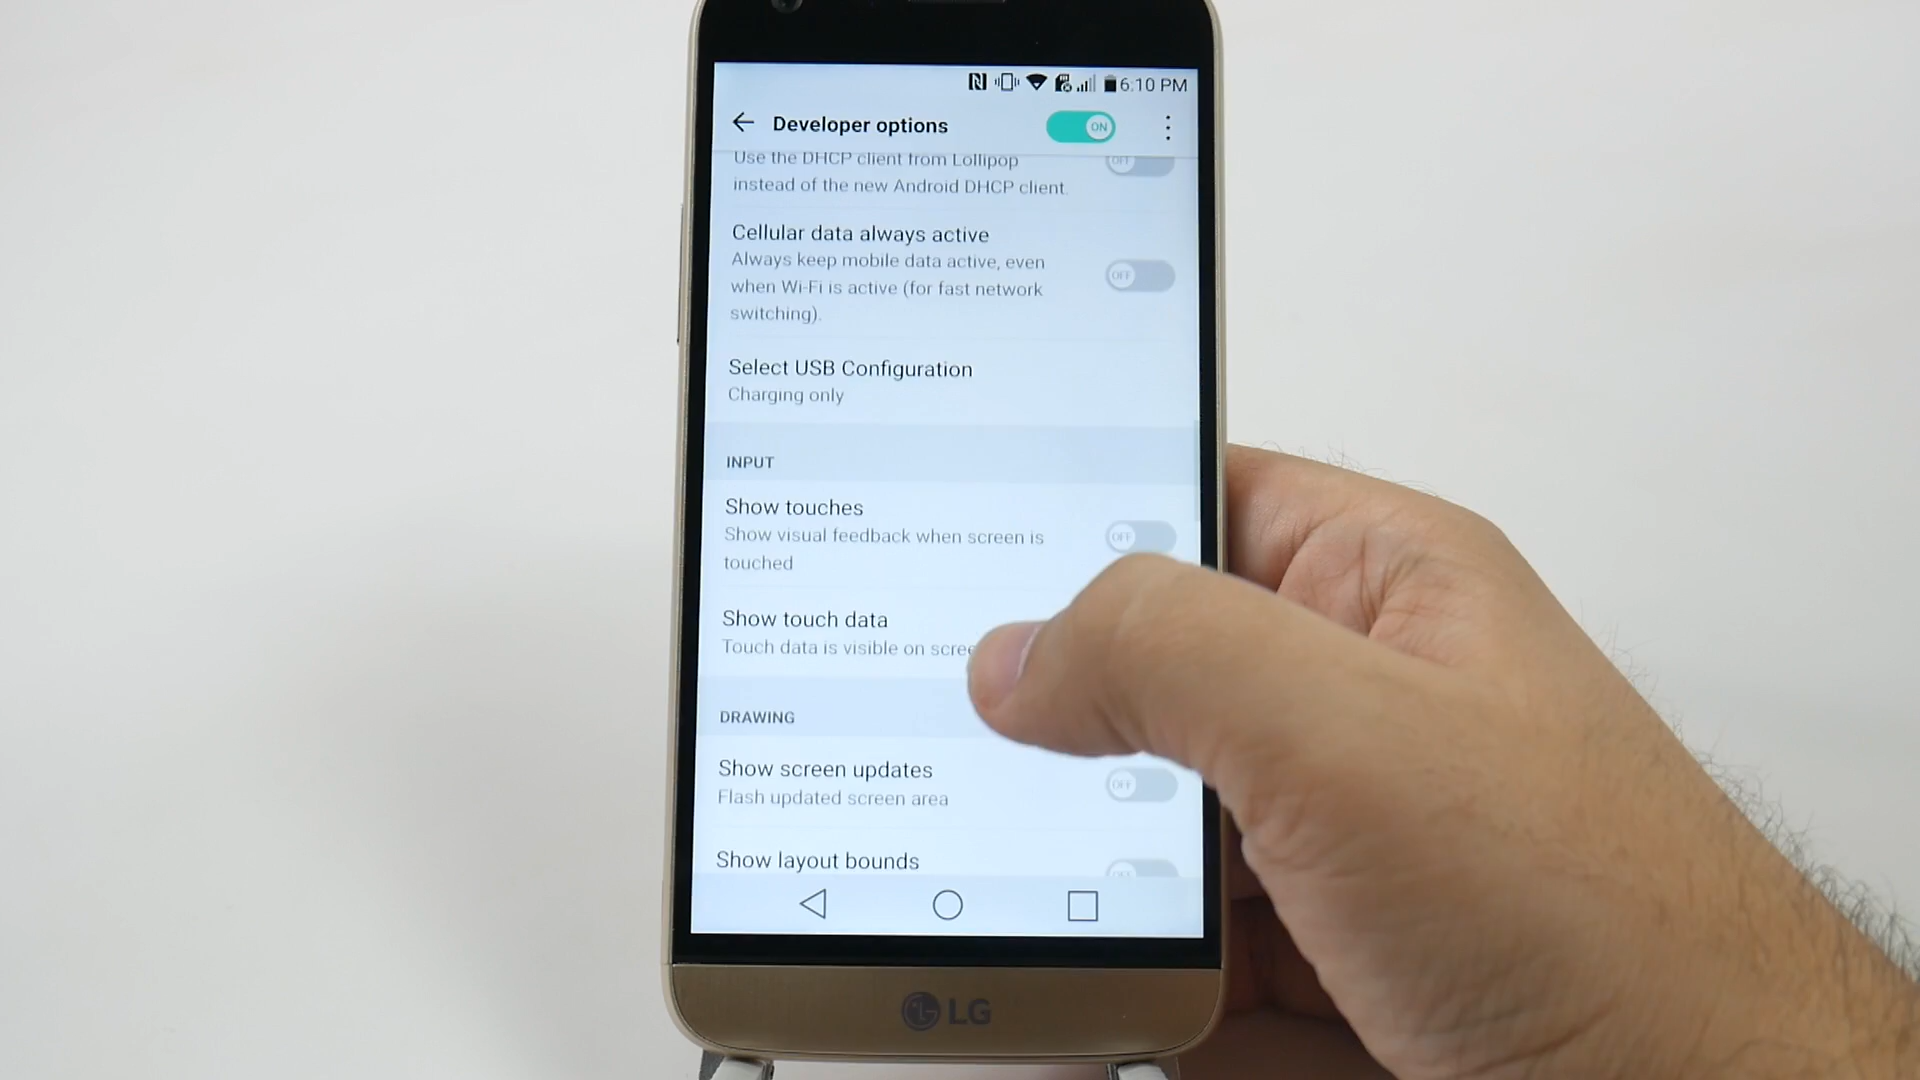 6:10 PM
Developer options
ON
Use the DHCP client from Lollipop
OFF
instead of the new Android DHCP client.
Cellular data always active
Always keep mobile data active, even
OFF
when Wi-Fi is active (for fast network
switching).
Select USB Configuration
Charging only
INPUT
Show touches
Show visual feedback when screen is
OFF
touched
Show touch data
Touch data is visible on
DRAWING
Show screen updates
OFF
Flash updated screen area
Show layout bounds
OFF
LG